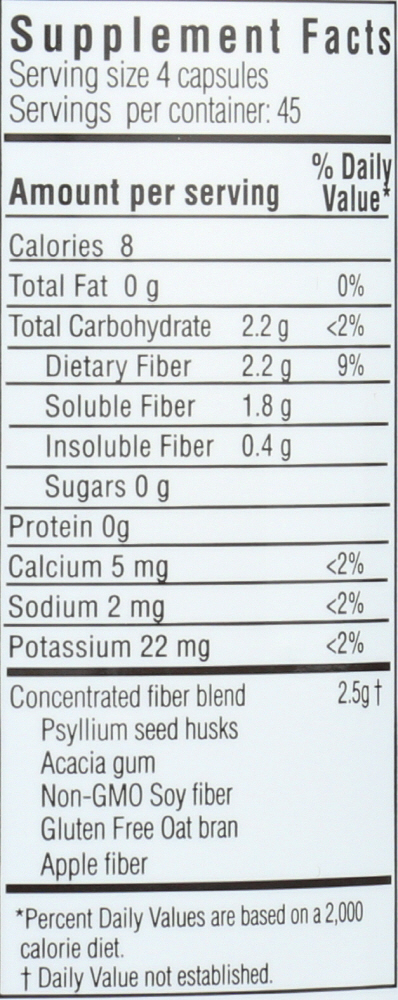 Supplement Facts
Serving size 4 capsules
Servings per container: 45
% Daily
Amount per serving Value*
Calories 8
Total Fat 0 g 0%
Total Carbohydrate 2.2 g <2%
Dietary Fiber 2.2 g 9%
Soluble Fiber 1.8 g
Insoluble Fiber 0.4 g
Sugars 0 g
Protein 0g
Calcium 5 mg <2%
Sodium 2 mg <2%
Potassium 22 mg <2%
Concentrated fiber blend 2.5g †
Psyllium seed husks
Acacia gum
Non-GMO Soy fiber
Gluten Free Oat bran
Apple fiber
*Percent Daily Values are based on a 2,000
calorie diet.
† Daily Value not established.